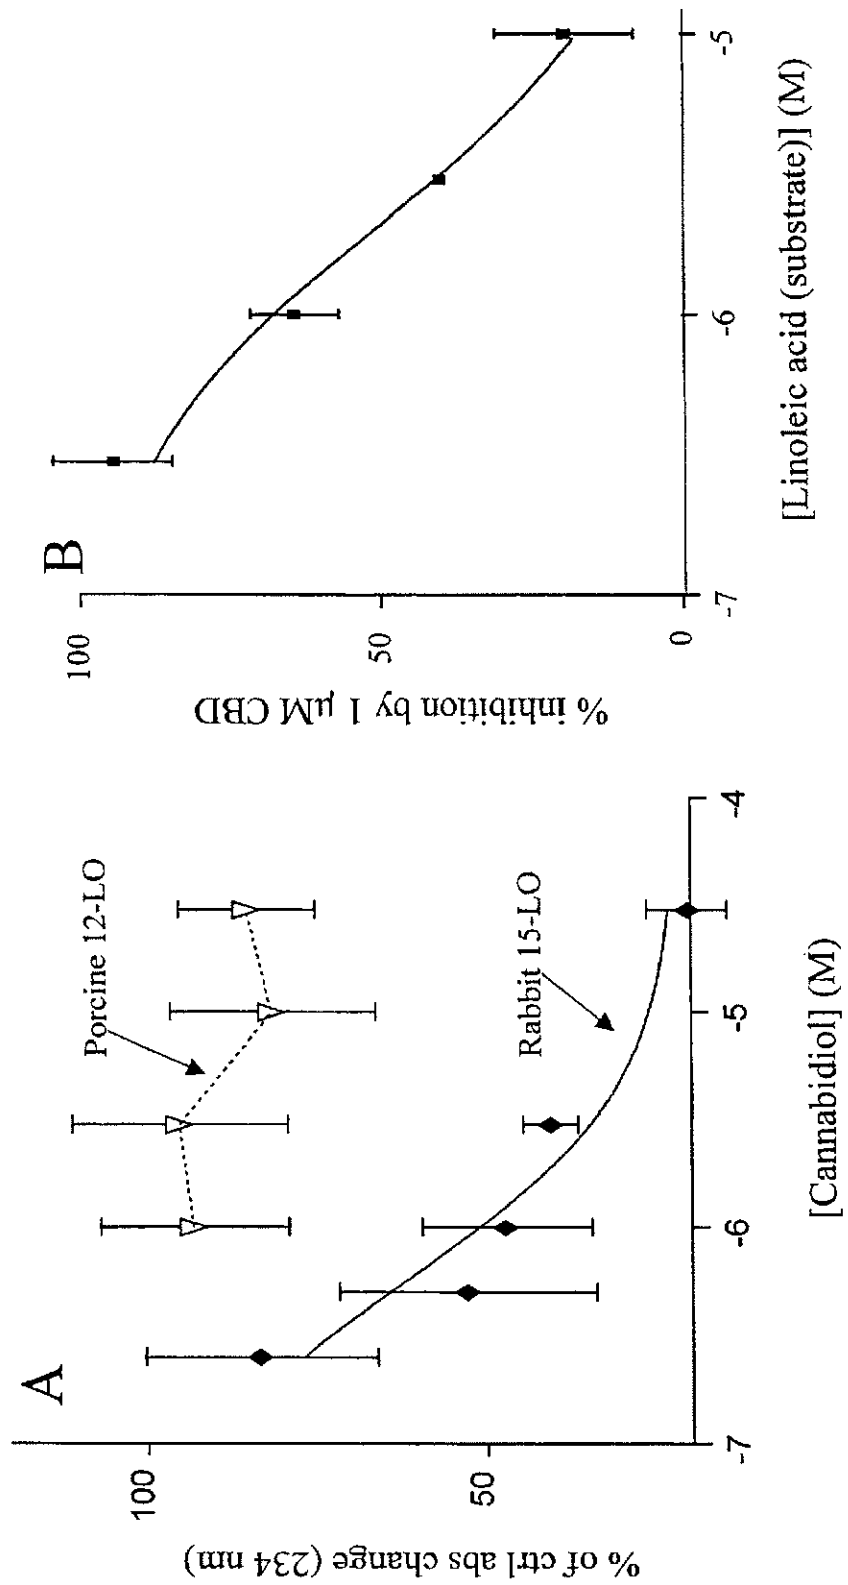 A
% of ctrl abs change (234 nm)
100
50
Porcine 12-LO
Rabbit 15-LO
-7
-6
-5
-4
[Cannabidiol] (M)
B
% inhibition by 1 μM CBD
100
50
0
-7
-6
-5
[Linoleic acid (substrate)] (M)